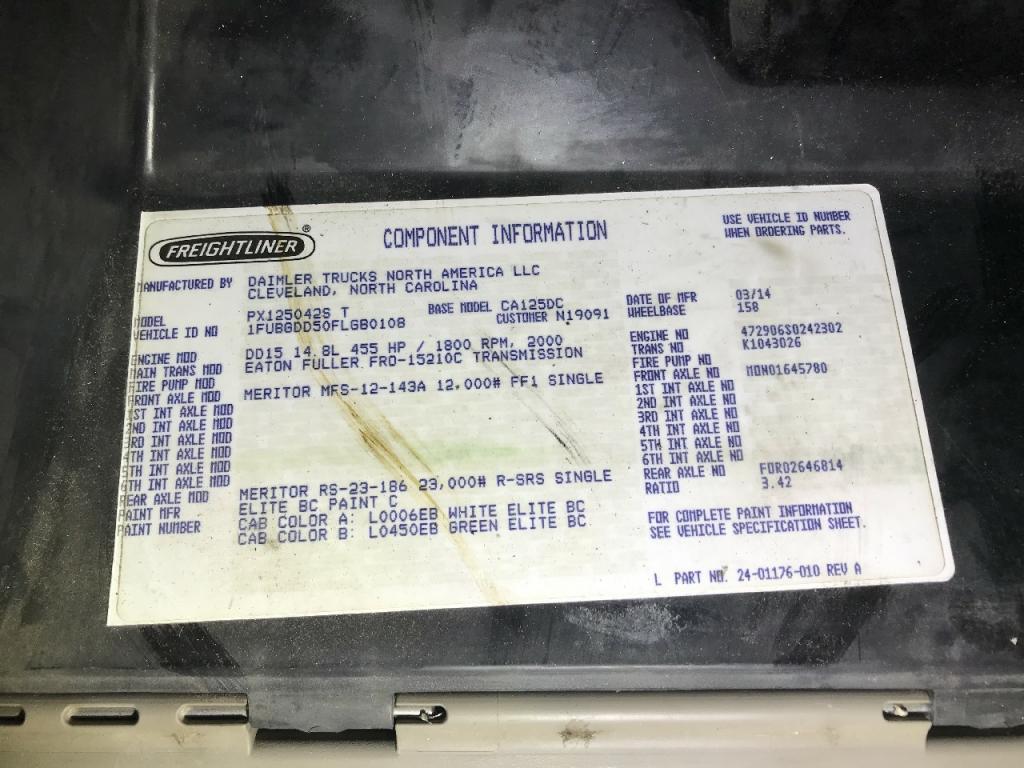 FREIGHTLINER ®
COMPONENT INFORMATION
USE VEHICLE ID NUMBER
WHEN ORDERING PARTS.
MANUFACTURED BY DAIMLER TRUCKS NORTH AMERICA LLC
CLEVELAND, NORTH CAROLINA
MODEL PX125042S T BASE MODEL CA125DC DATE OF MFR 03/14
VEHICLE ID NO 1FUBGDD50FLGB0108 CUSTOMER N19091 WHEELBASE 158
ENGINE MOD DD15 14.8L 455 HP / 1800 RPM, 2000 ENGINE NO 472906S0242302
MAIN TRANS MOD EATON FULLER FRO-15210C TRANSMISSION TRANS NO K1043026
FIRE PUMP MOD FIRE PUMP NO
FRONT AXLE MOD MERITOR MFS-12-143A 12,000# FF1 SINGLE FRONT AXLE NO MON01645780
1ST INT AXLE MOD 1ST INT AXLE NO
2ND INT AXLE MOD 2ND INT AXLE NO
3RD INT AXLE MOD 3RD INT AXLE NO
4TH INT AXLE MOD 4TH INT AXLE NO
5TH INT AXLE MOD 5TH INT AXLE NO
6TH INT AXLE MOD 6TH INT AXLE NO
REAR AXLE MOD MERITOR RS-23-186 23,000# R-SRS SINGLE REAR AXLE NO FOR02646814
PAINT MFR ELITE BC PAINT C RATIO 3.42
PAINT NUMBER CAB COLOR A: L0006EB WHITE ELITE BC
CAB COLOR B: L0450EB GREEN ELITE BC
FOR COMPLETE PAINT INFORMATION
SEE VEHICLE SPECIFICATION SHEET.
L PART NO. 24-01176-010 REV A